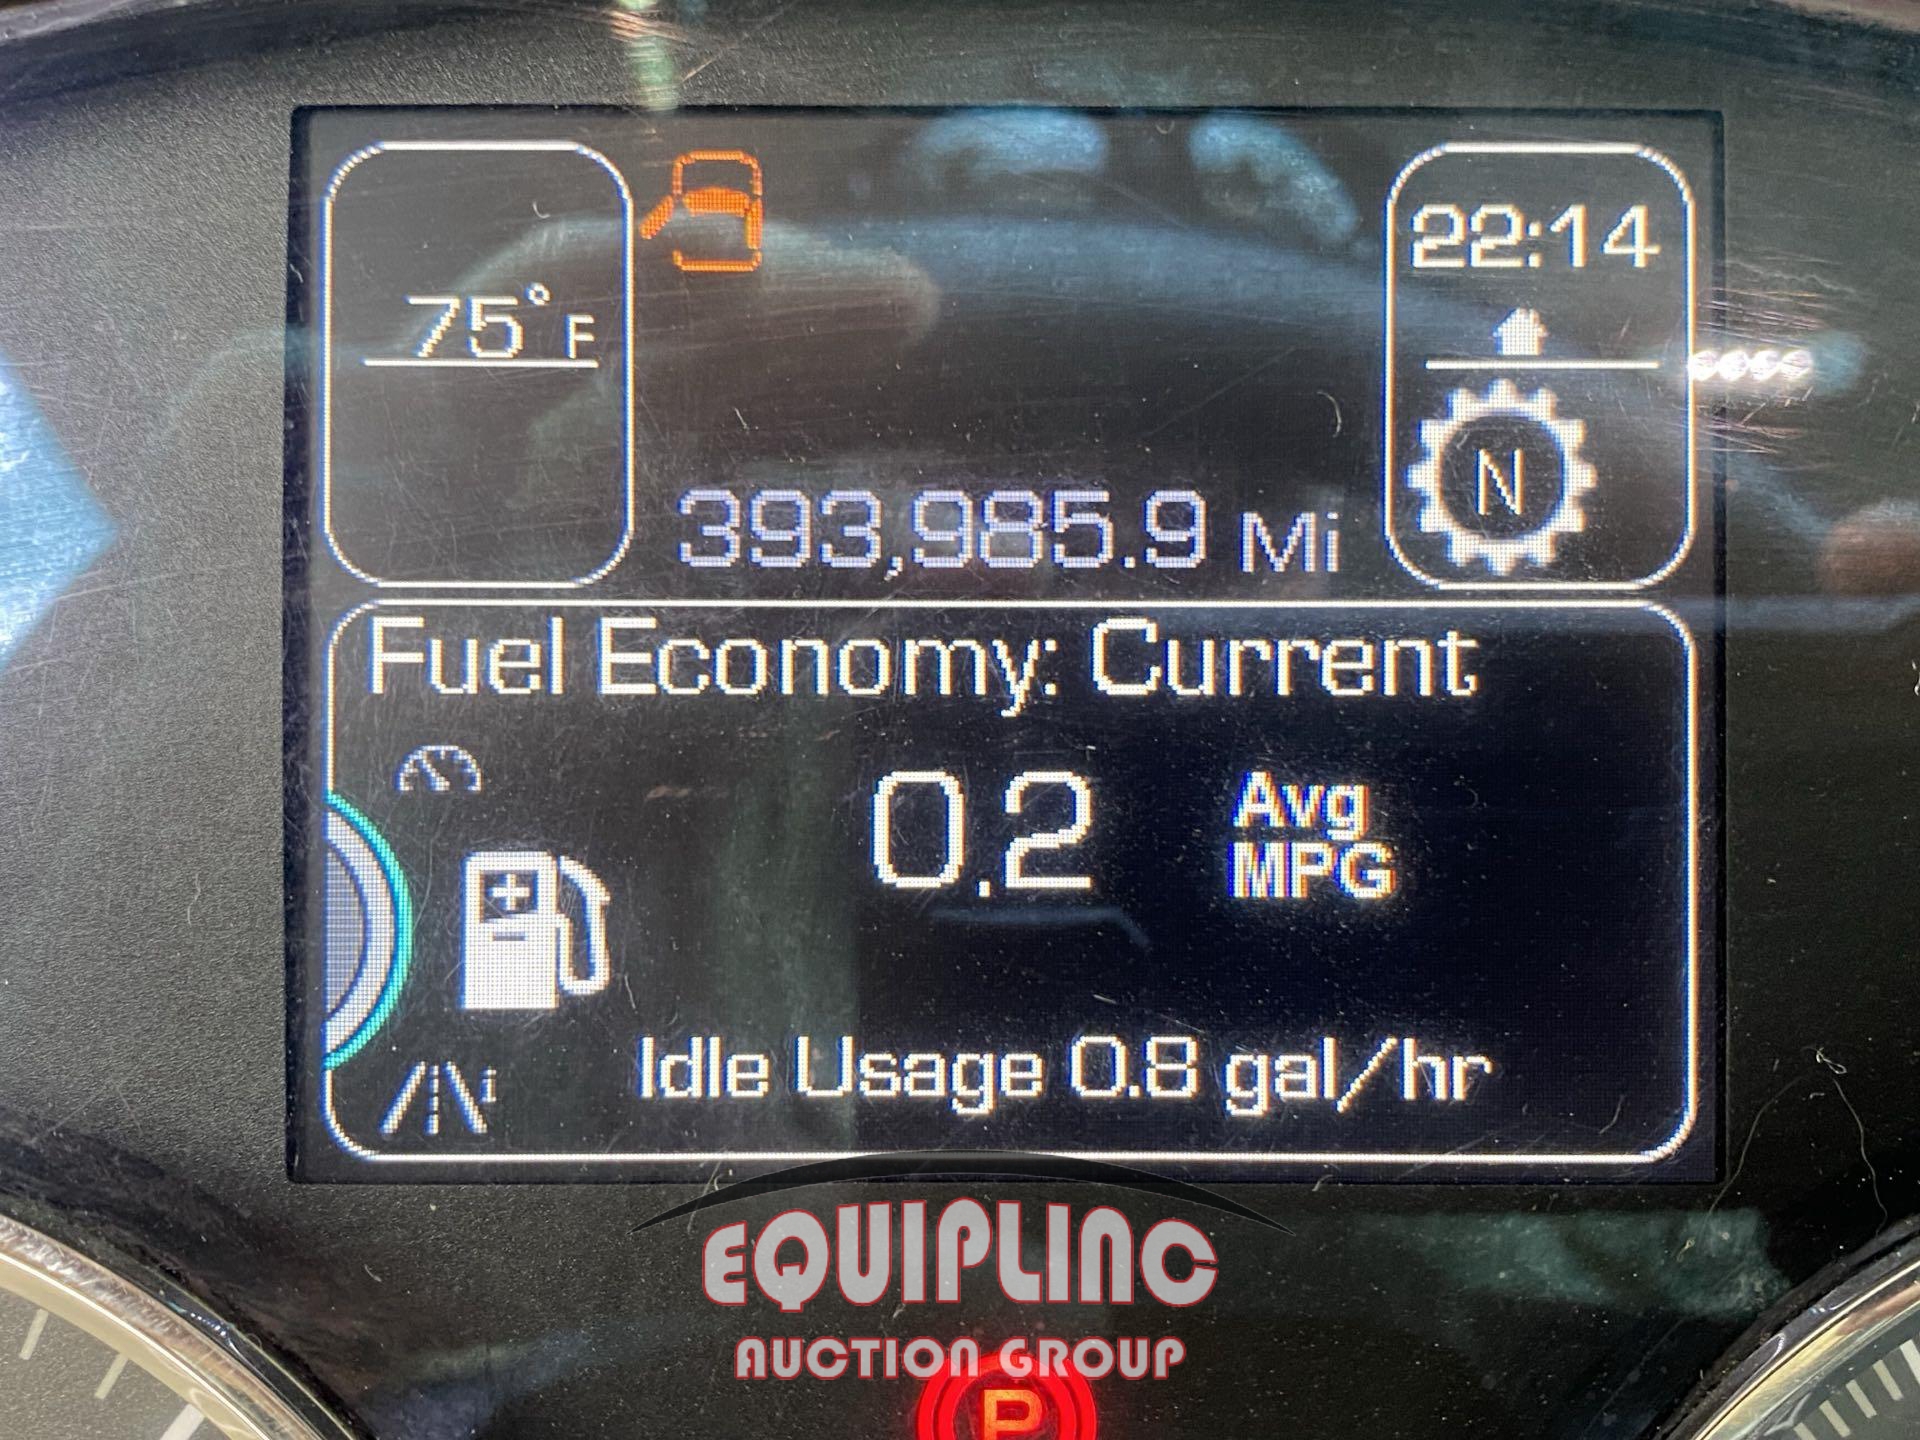 75°F
22:14
N
393,985.9 Mi
Fuel Economy: Current
0.2 Avg
MPG
i
Idle Usage 0.8 gal/hr
EQUIPLINC
AUCTION GROUP
P